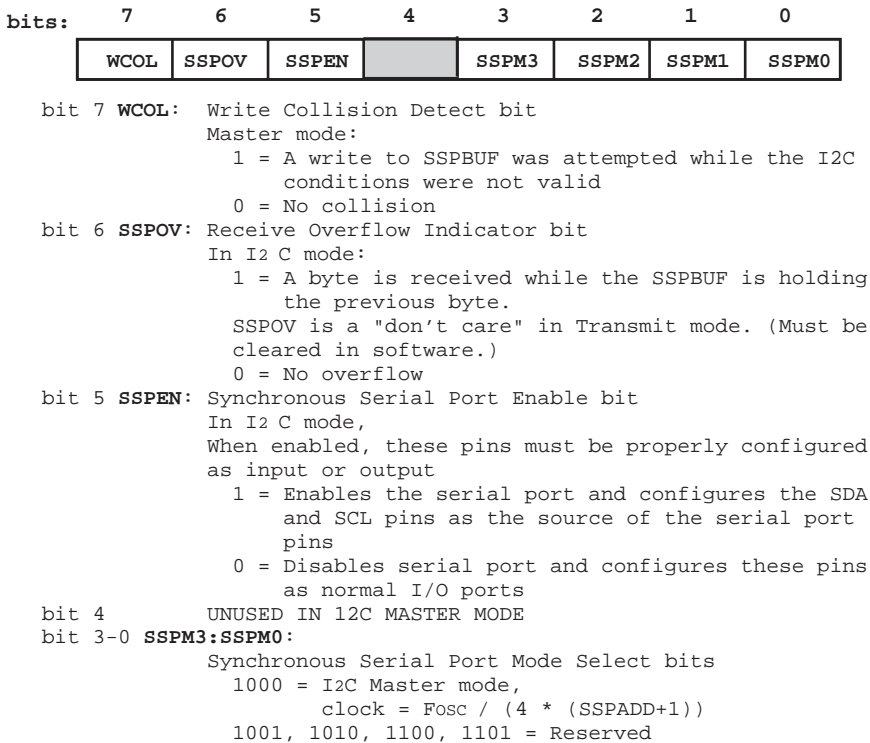 bits: 7 6 5 4 3 2 1 0
WCOL SSPOV SSPEN SSPM3 SSPM2 SSPM1 SSPM0
bit 7 WCOL: Write Collision Detect bit
Master mode:
1 = A write to SSPBUF was attempted while the I2C
conditions were not valid
0 = No collision
bit 6 SSPOV: Receive Overflow Indicator bit
In I2 C mode:
1 = A byte is received while the SSPBUF is holding
the previous byte.
SSPOV is a "don't care" in Transmit mode. (Must be
cleared in software.)
0 = No overflow
bit 5 SSPEN: Synchronous Serial Port Enable bit
In I2 C mode,
When enabled, these pins must be properly configured
as input or output
1 = Enables the serial port and configures the SDA
and SCL pins as the source of the serial port
pins
0 = Disables serial port and configures these pins
as normal I/O ports
bit 4 UNUSED IN 12C MASTER MODE
bit 3-0 SSPM3:SSPM0:
Synchronous Serial Port Mode Select bits
1000 = I2C Master mode,
clock = FOSC / (4 * (SSPADD+1))
1001, 1010, 1100, 1101 = Reserved